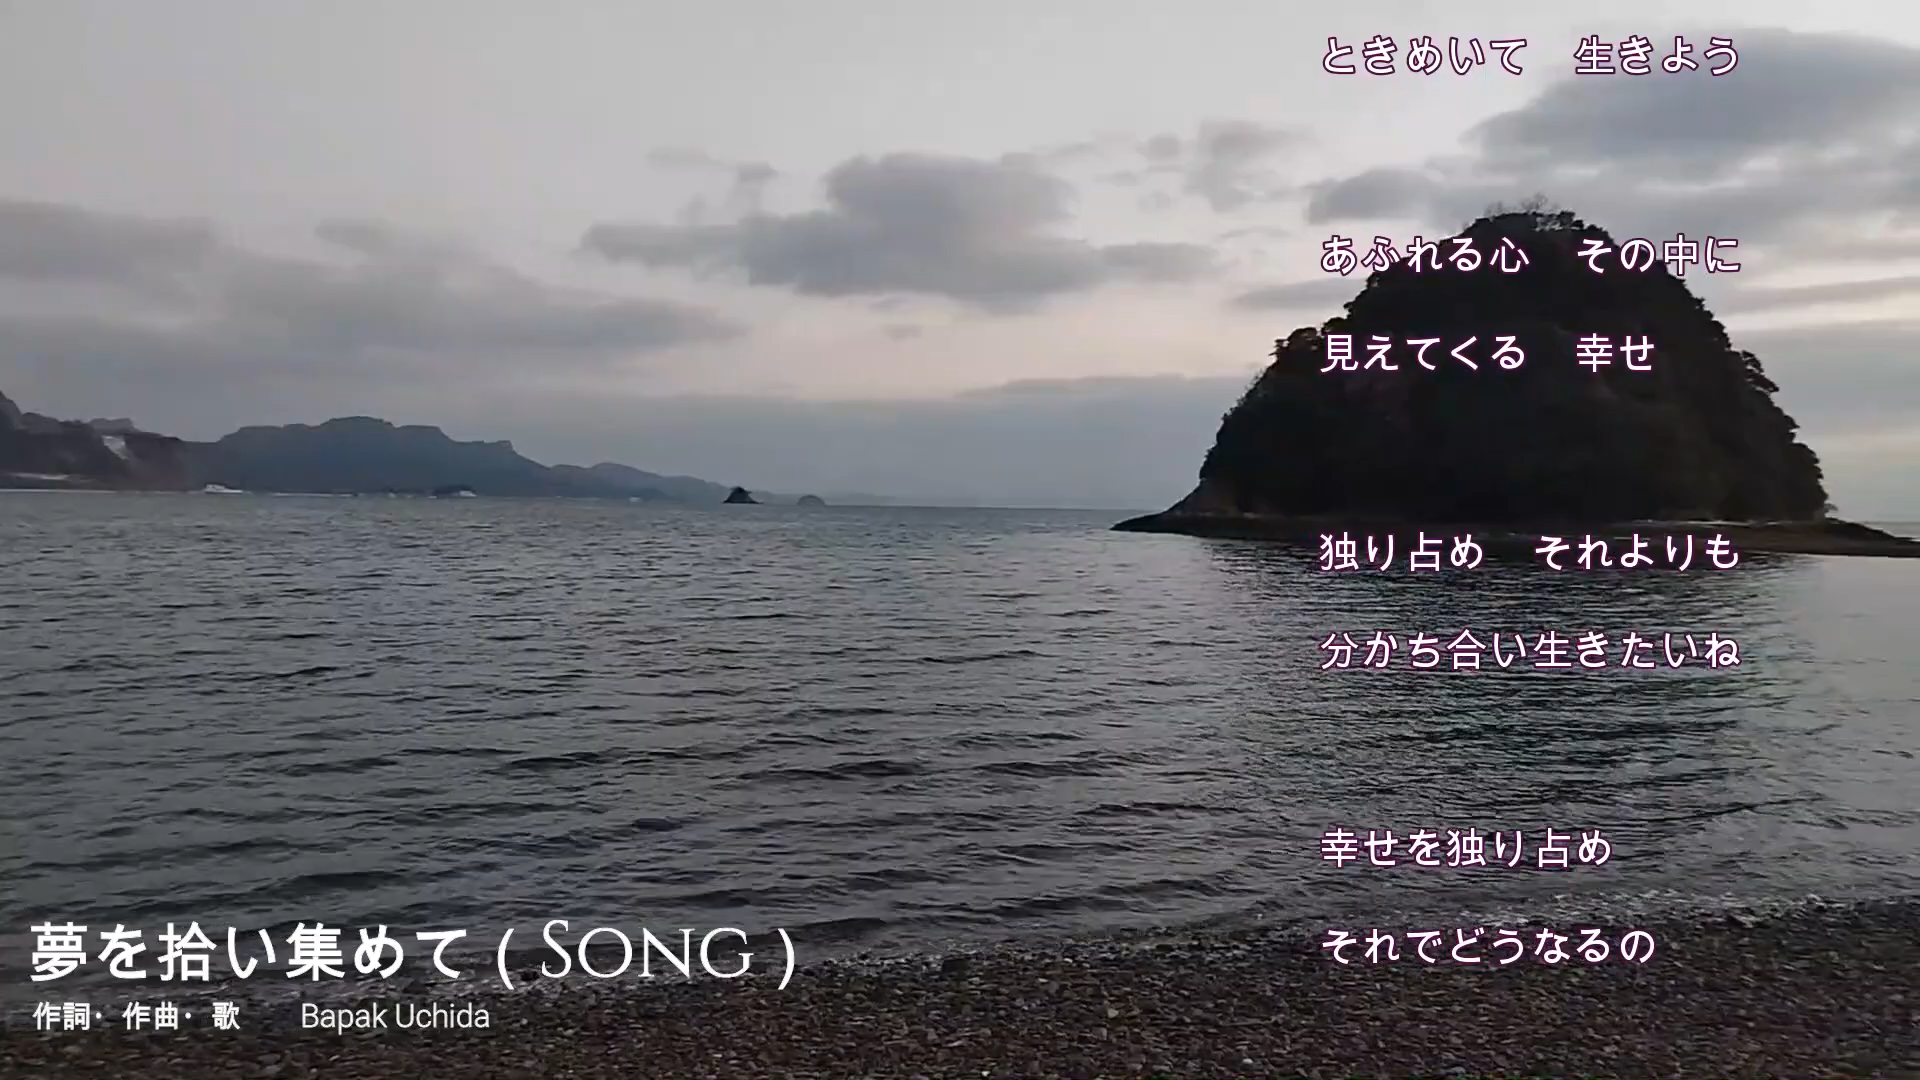 ときめいて　生きよう
あふれる心　その中に
見えてくる　幸せ
独り占め　それよりも
分かち合い生きたいね
幸せを独り占め
それでどうなるの
夢を拾い集めて ( Song )
作詞・作曲・歌　　Bapak Uchida